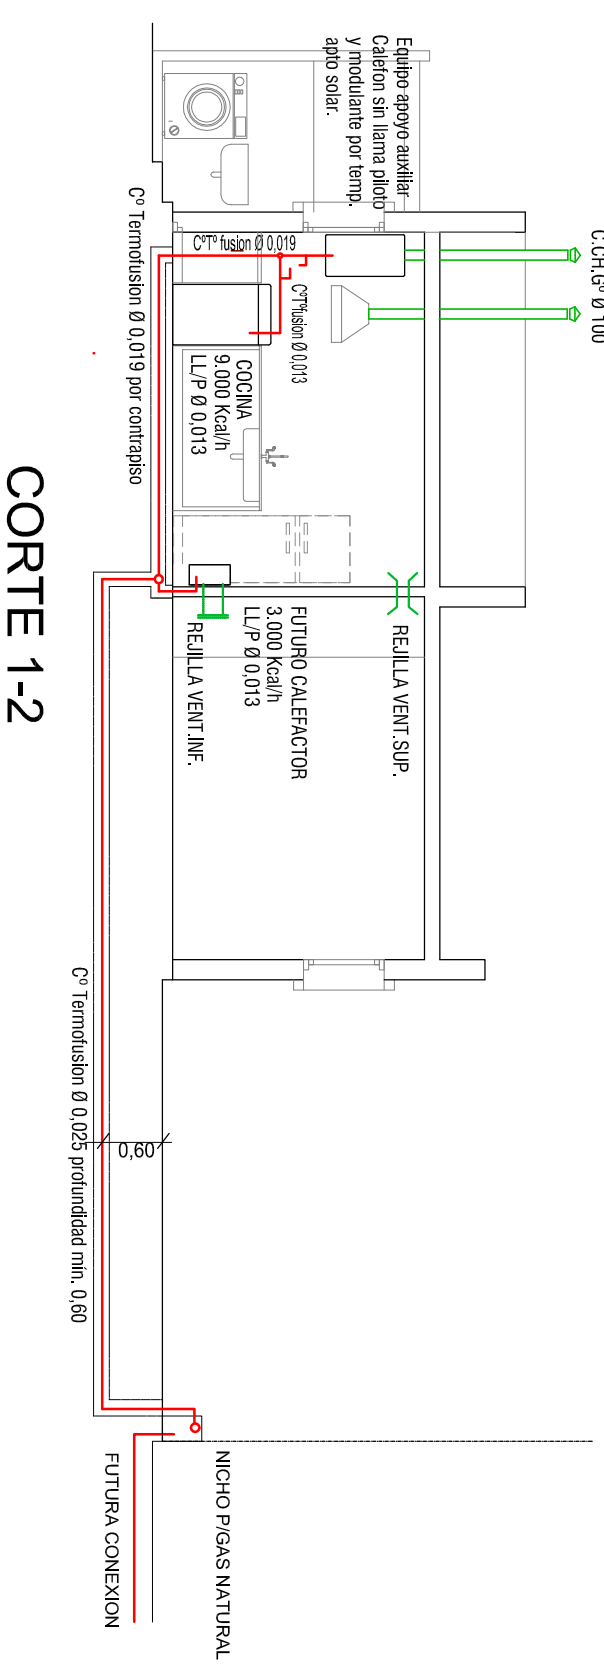 C.CH.Gº Ø 100
Equipo apoyo auxiliar
Calefon sin llama piloto
y modulante por temp.
apto solar.
CºTº fusion Ø 0,019
CºTºfusion Ø 0,013
COCINA
9.000 Kcal/h
LL/P Ø 0,013
Cº Termofusion Ø 0,019 por contrapiso
REJILLA VENT.SUP.
FUTURO CALEFACTOR
3.000 Kcal/h
LL/P Ø 0,013
REJILLA VENT.INF.
0,60
Cº Termofusion Ø 0,025 profundidad mín. 0,60
NICHO P/GAS NATURAL
FUTURA CONEXION
CORTE 1-2